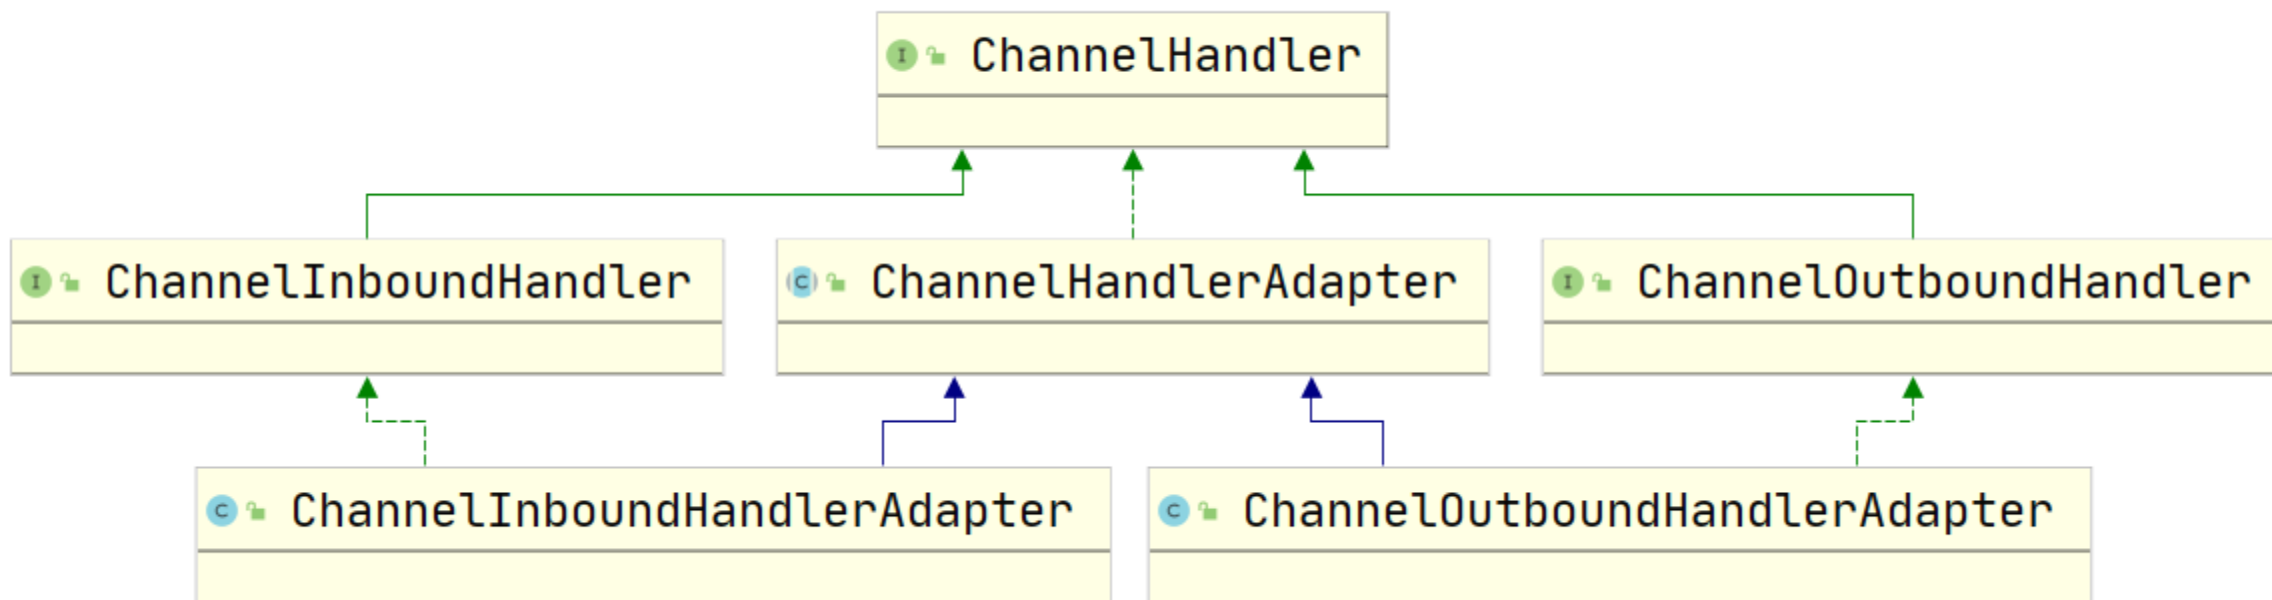 I ChannelHandler
I ChannelInboundHandler
C ChannelHandlerAdapter
I ChannelOutboundHandler
C ChannelInboundHandlerAdapter
C ChannelOutboundHandlerAdapter